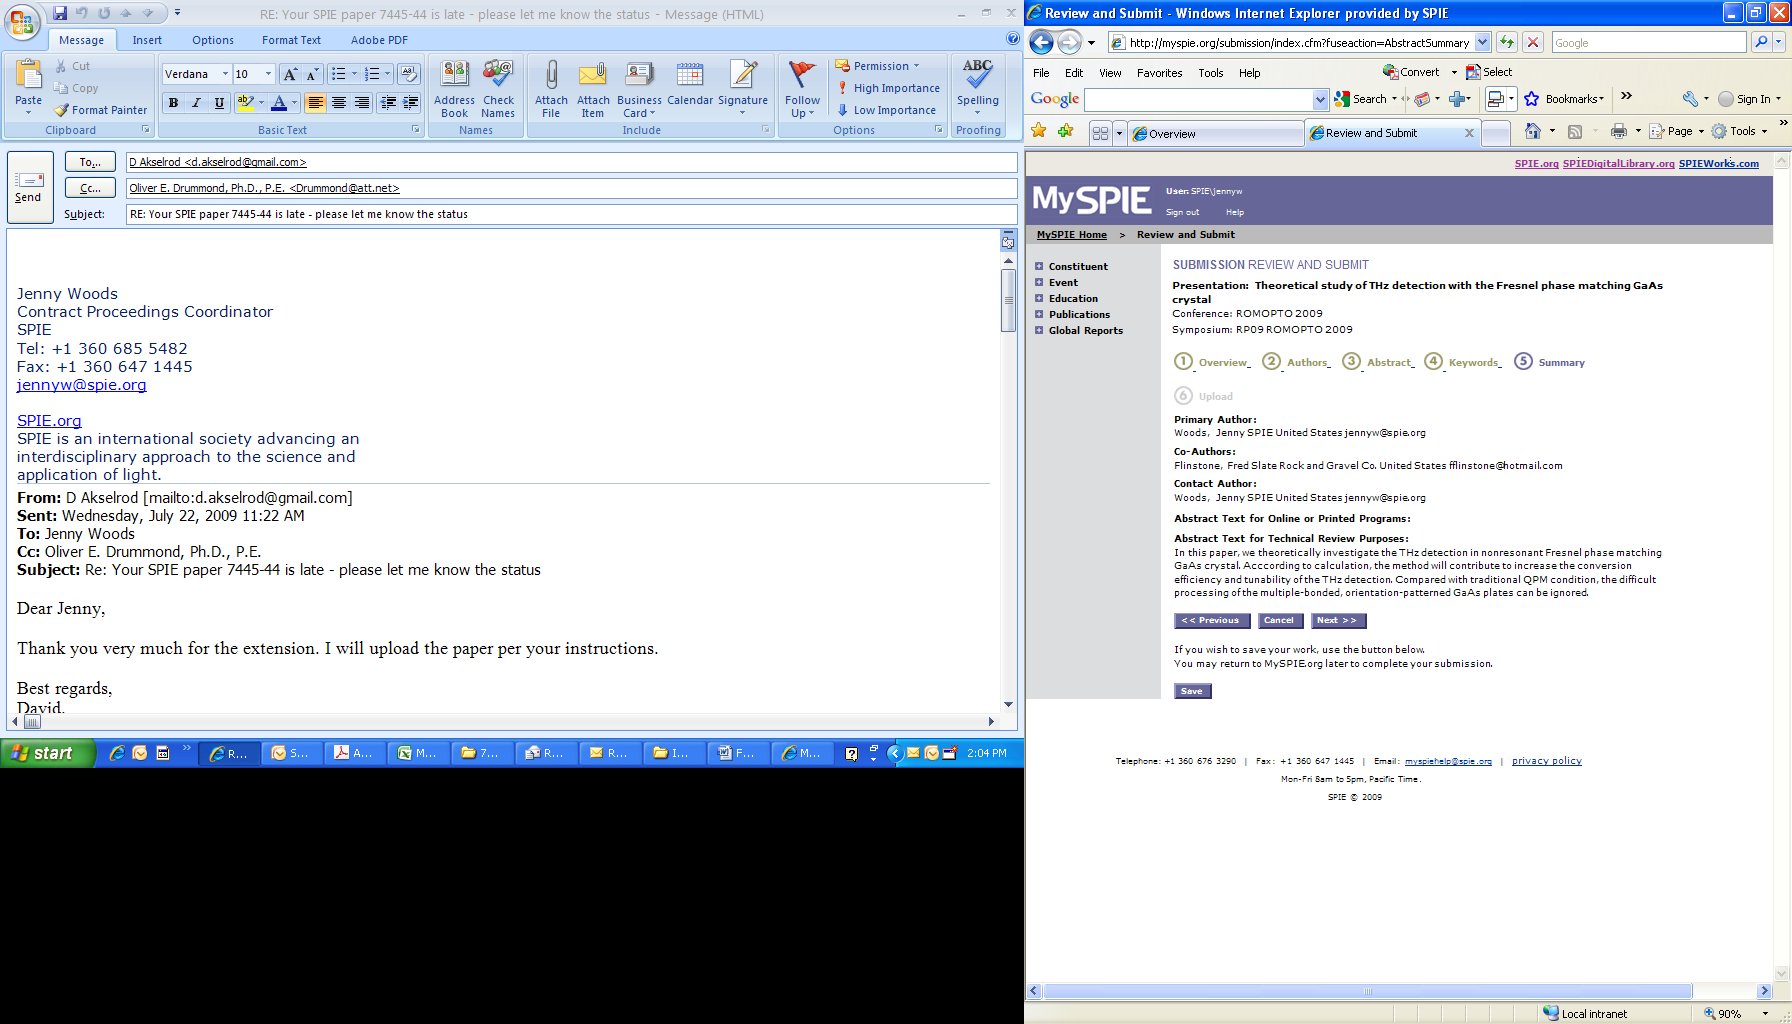 RE: Your SPIE paper 7445-44 is late - please let me know the status - Message (HTML)
Message Insert Options Format Text Adobe PDF
Paste
Cut
Copy
Format Painter
Clipboard
Verdana 10
B I U
Basic Text
Address Book
Check Names
Names
Attach File
Attach Item
Business Card
Calendar
Signature
Include
Follow Up
Permission
High Importance
Low Importance
Options
ABC
Spelling
Proofing
Send
To... D Akselrod <d.akselrod@gmail.com>
Cc... Oliver E. Drummond, Ph.D., P.E. <Drummond@att.net>
Subject: RE: Your SPIE paper 7445-44 is late - please let me know the status
Jenny Woods
Contract Proceedings Coordinator
SPIE
Tel: +1 360 685 5482
Fax: +1 360 647 1445
jennyw@spie.org
SPIE.org
SPIE is an international society advancing an
interdisciplinary approach to the science and
application of light.
From: D Akselrod [mailto:d.akselrod@gmail.com]
Sent: Wednesday, July 22, 2009 11:22 AM
To: Jenny Woods
Cc: Oliver E. Drummond, Ph.D., P.E.
Subject: Re: Your SPIE paper 7445-44 is late - please let me know the status
Dear Jenny,
Thank you very much for the extension. I will upload the paper per your instructions.
Best regards,
David.
start R... S... A... M... 7... R... R... I... F... M... 2:04 PM
Review and Submit - Windows Internet Explorer provided by SPIE
http://myspie.org/submission/index.cfm?fuseaction=AbstractSummary
Google
File Edit View Favorites Tools Help Convert Select
Google Search Bookmarks Sign In
Overview Review and Submit Page Tools
SPIE.org SPIEDigitalLibrary.org SPIEWorks.com
MySPIE
User: SPIE\jennyw
Sign out Help
MySPIE Home > Review and Submit
Constituent
Event
Education
Publications
Global Reports
SUBMISSION REVIEW AND SUBMIT
Presentation: Theoretical study of THz detection with the Fresnel phase matching GaAs
crystal
Conference: ROMOPTO 2009
Symposium: RP09 ROMOPTO 2009
1 Overview 2 Authors 3 Abstract 4 Keywords 5 Summary
6 Upload
Primary Author:
Woods, Jenny SPIE United States jennyw@spie.org
Co-Authors:
Flinstone, Fred Slate Rock and Gravel Co. United States fflinstone@hotmail.com
Contact Author:
Woods, Jenny SPIE United States jennyw@spie.org
Abstract Text for Online or Printed Programs:
Abstract Text for Technical Review Purposes:
In this paper, we theoretically investigate the THz detection in nonresonant Fresnel phase matching
GaAs crystal. Acccording to calculation, the method will contribute to increase the conversion
efficiency and tunability of the THz detection. Compared with traditional QPM condition, the difficult
processing of the multiple-bonded, orientation-patterned GaAs plates can be ignored.
<< Previous Cancel Next >>
If you wish to save your work, use the button below.
You may return to MySPIE.org later to complete your submission.
Save
Telephone: +1 360 676 3290 | Fax: +1 360 647 1445 | Email: myspiehelp@spie.org | privacy policy
Mon-Fri 8am to 5pm, Pacific Time.
SPIE © 2009
Local intranet 90%